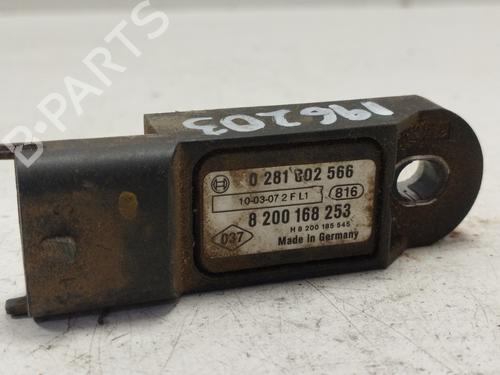 196203
0 281 002 566
10-03-07 2 F L1
816
8 200 168 253
H 8 200 185 545
037
Made in Germany
B-PARTS